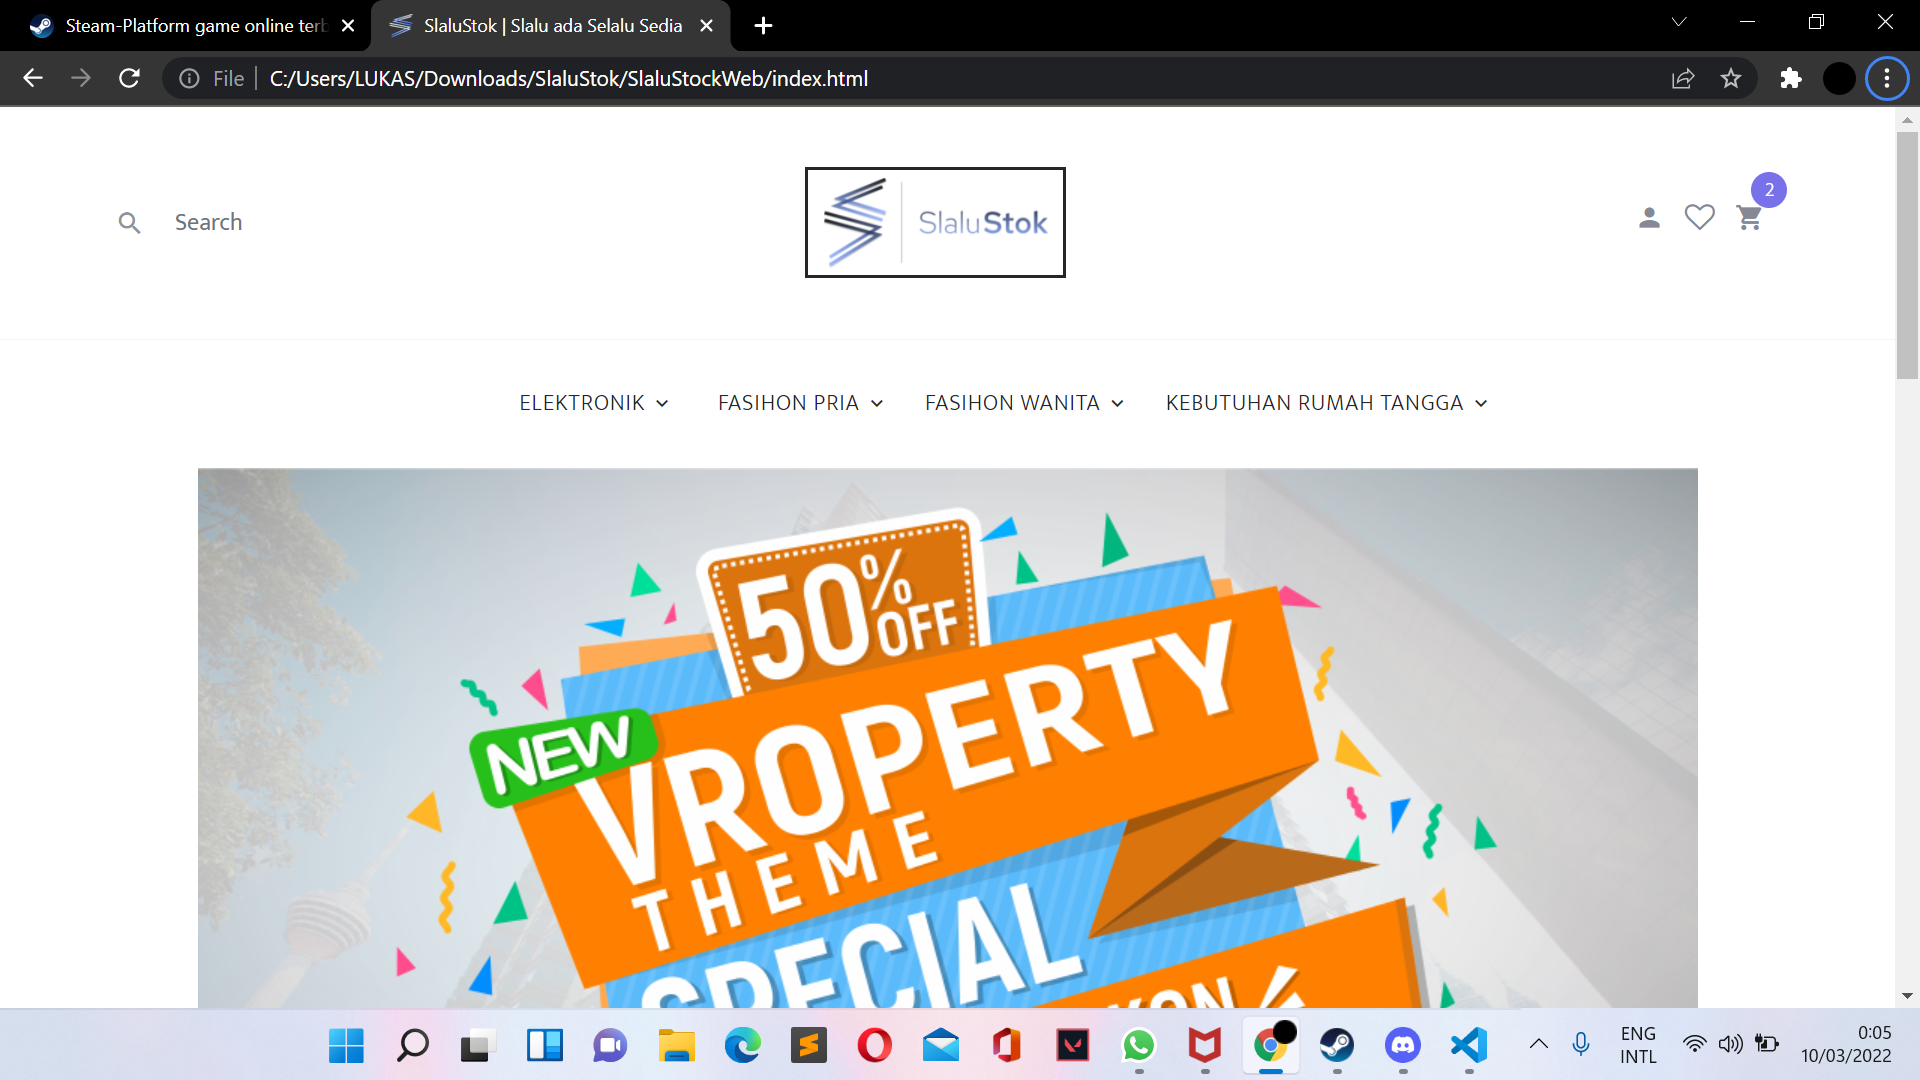 Steam-Platform game online terb
SlaluStok | Slalu ada Selalu Sedia
File
C:/Users/LUKAS/Downloads/SlaluStok/SlaluStockWeb/index.html
Search
SlaluStok
2
ELEKTRONIK
FASIHON PRIA
FASIHON WANITA
KEBUTUHAN RUMAH TANGGA
50% OFF
NEW
VROPERTY
THEME
SPECIAL
ENG
INTL
0:05
10/03/2022